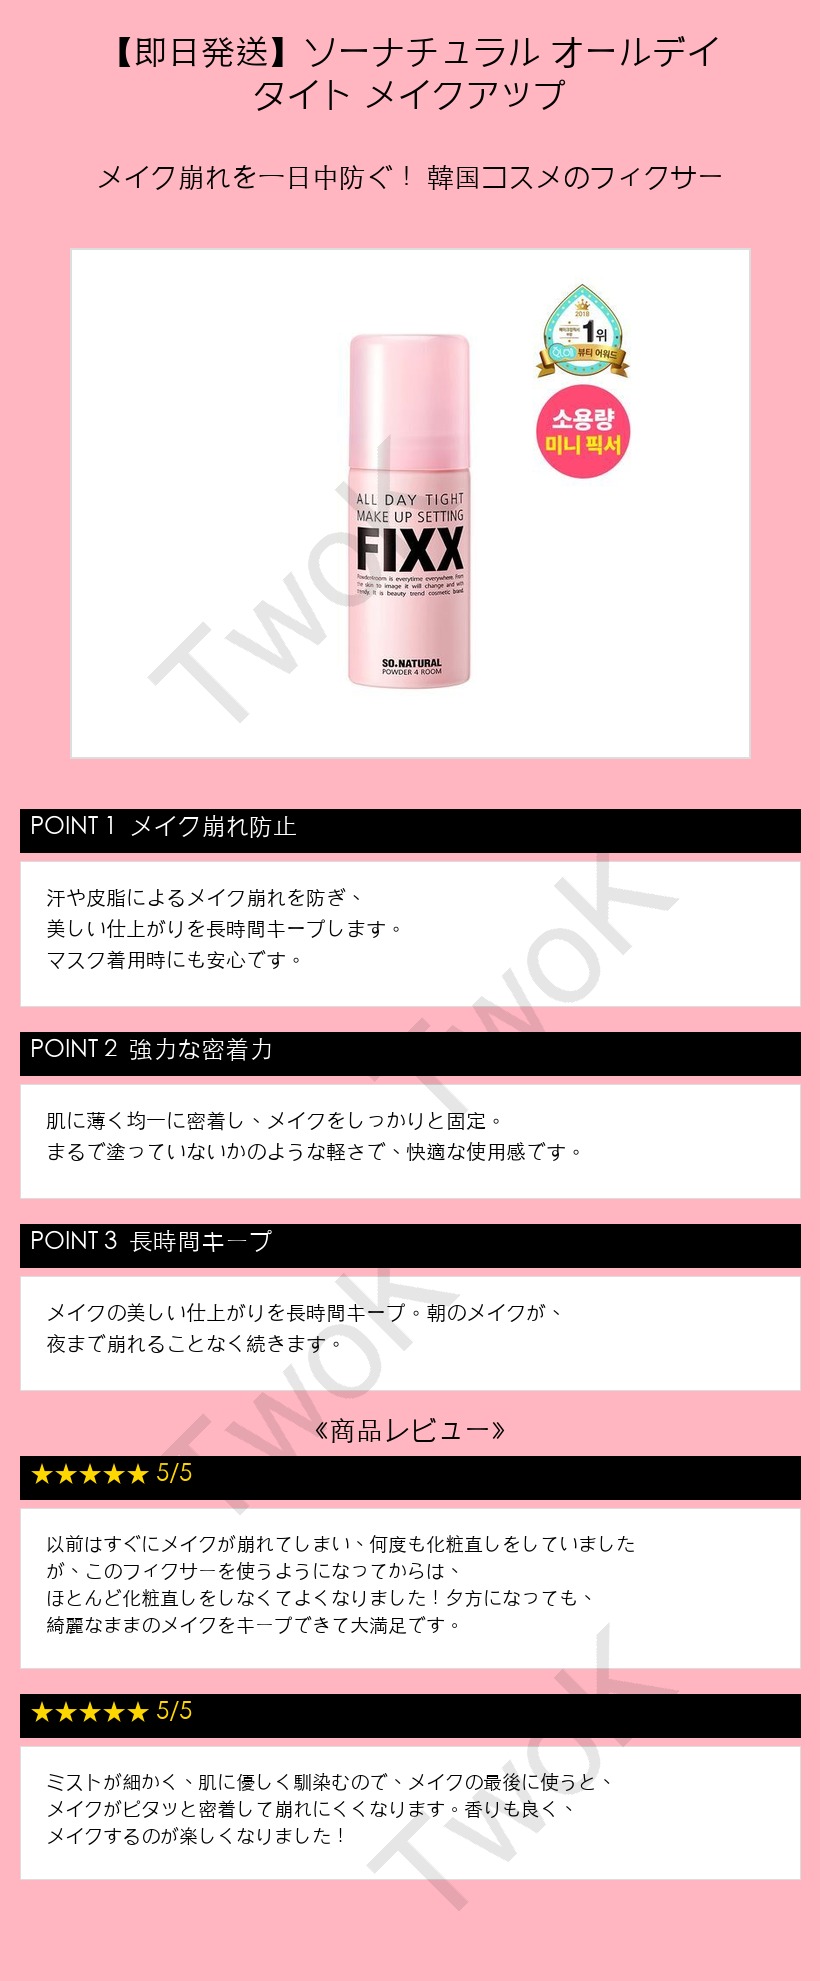 【即日発送】ソーナチュラル オールデイ
タイト メイクアップ
メイク崩れを一日中防ぐ！ 韓国コスメのフィクサー
2018
1위
뷰티 어워드
소용량
미니 픽서
ALL DAY TIGHT
MAKE UP SETTING
FIXX
Powderroom is everytime everywhere. From
the skin to image it will change and with
trendy. It is beauty trend cosmetic brand.
SO.NATURAL
POWDER 4 ROOM
TwoK
POINT 1 メイク崩れ防止
汗や皮脂によるメイク崩れを防ぎ、
美しい仕上がりを長時間キープします。
マスク着用時にも安心です。
TwoK
POINT 2 強力な密着力
肌に薄く均一に密着し、メイクをしっかりと固定。
まるで塗っていないかのような軽さで、快適な使用感です。
POINT 3 長時間キープ
メイクの美しい仕上がりを長時間キープ。朝のメイクが、
夜まで崩れることなく続きます。
TwoK
《商品レビュー》
★★★★★ 5/5
以前はすぐにメイクが崩れてしまい、何度も化粧直しをしていました
が、このフィクサーを使うようになってからは、
ほとんど化粧直しをしなくてよくなりました！夕方になっても、
綺麗なままのメイクをキープできて大満足です。
★★★★★ 5/5
ミストが細かく、肌に優しく馴染むので、メイクの最後に使うと、
メイクがピタッと密着して崩れにくくなります。香りも良く、
メイクするのが楽しくなりました！
TwoK